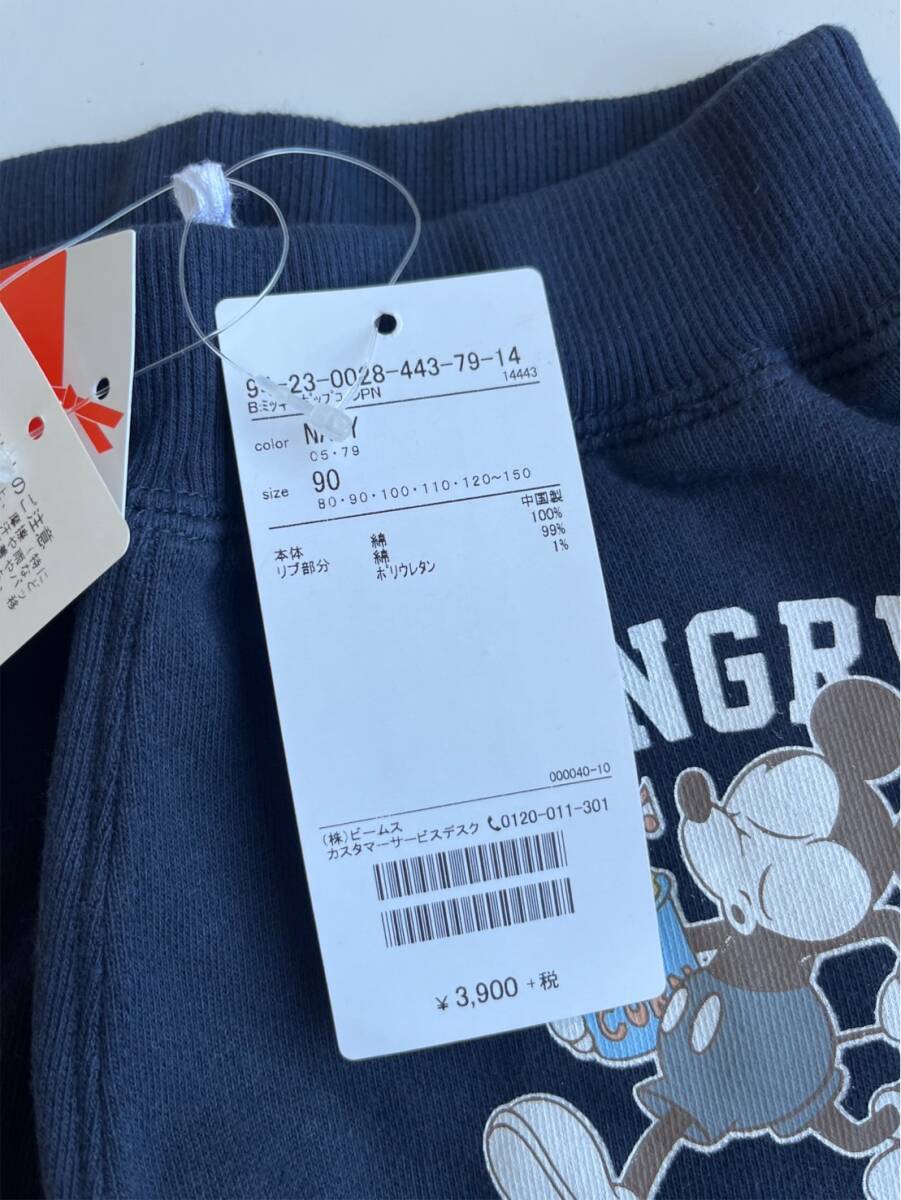 -23-0028-443-79-14
14443
color
05・79
size 90
80・90・100・110・120~150
中国製
本体 綿 100%
リブ部分 綿 99%
ポリウレタン 1%
000040-10
(株)ビームス
カスタマーサービスデスク 0120-011-301
¥ 3,900 +税
NGR